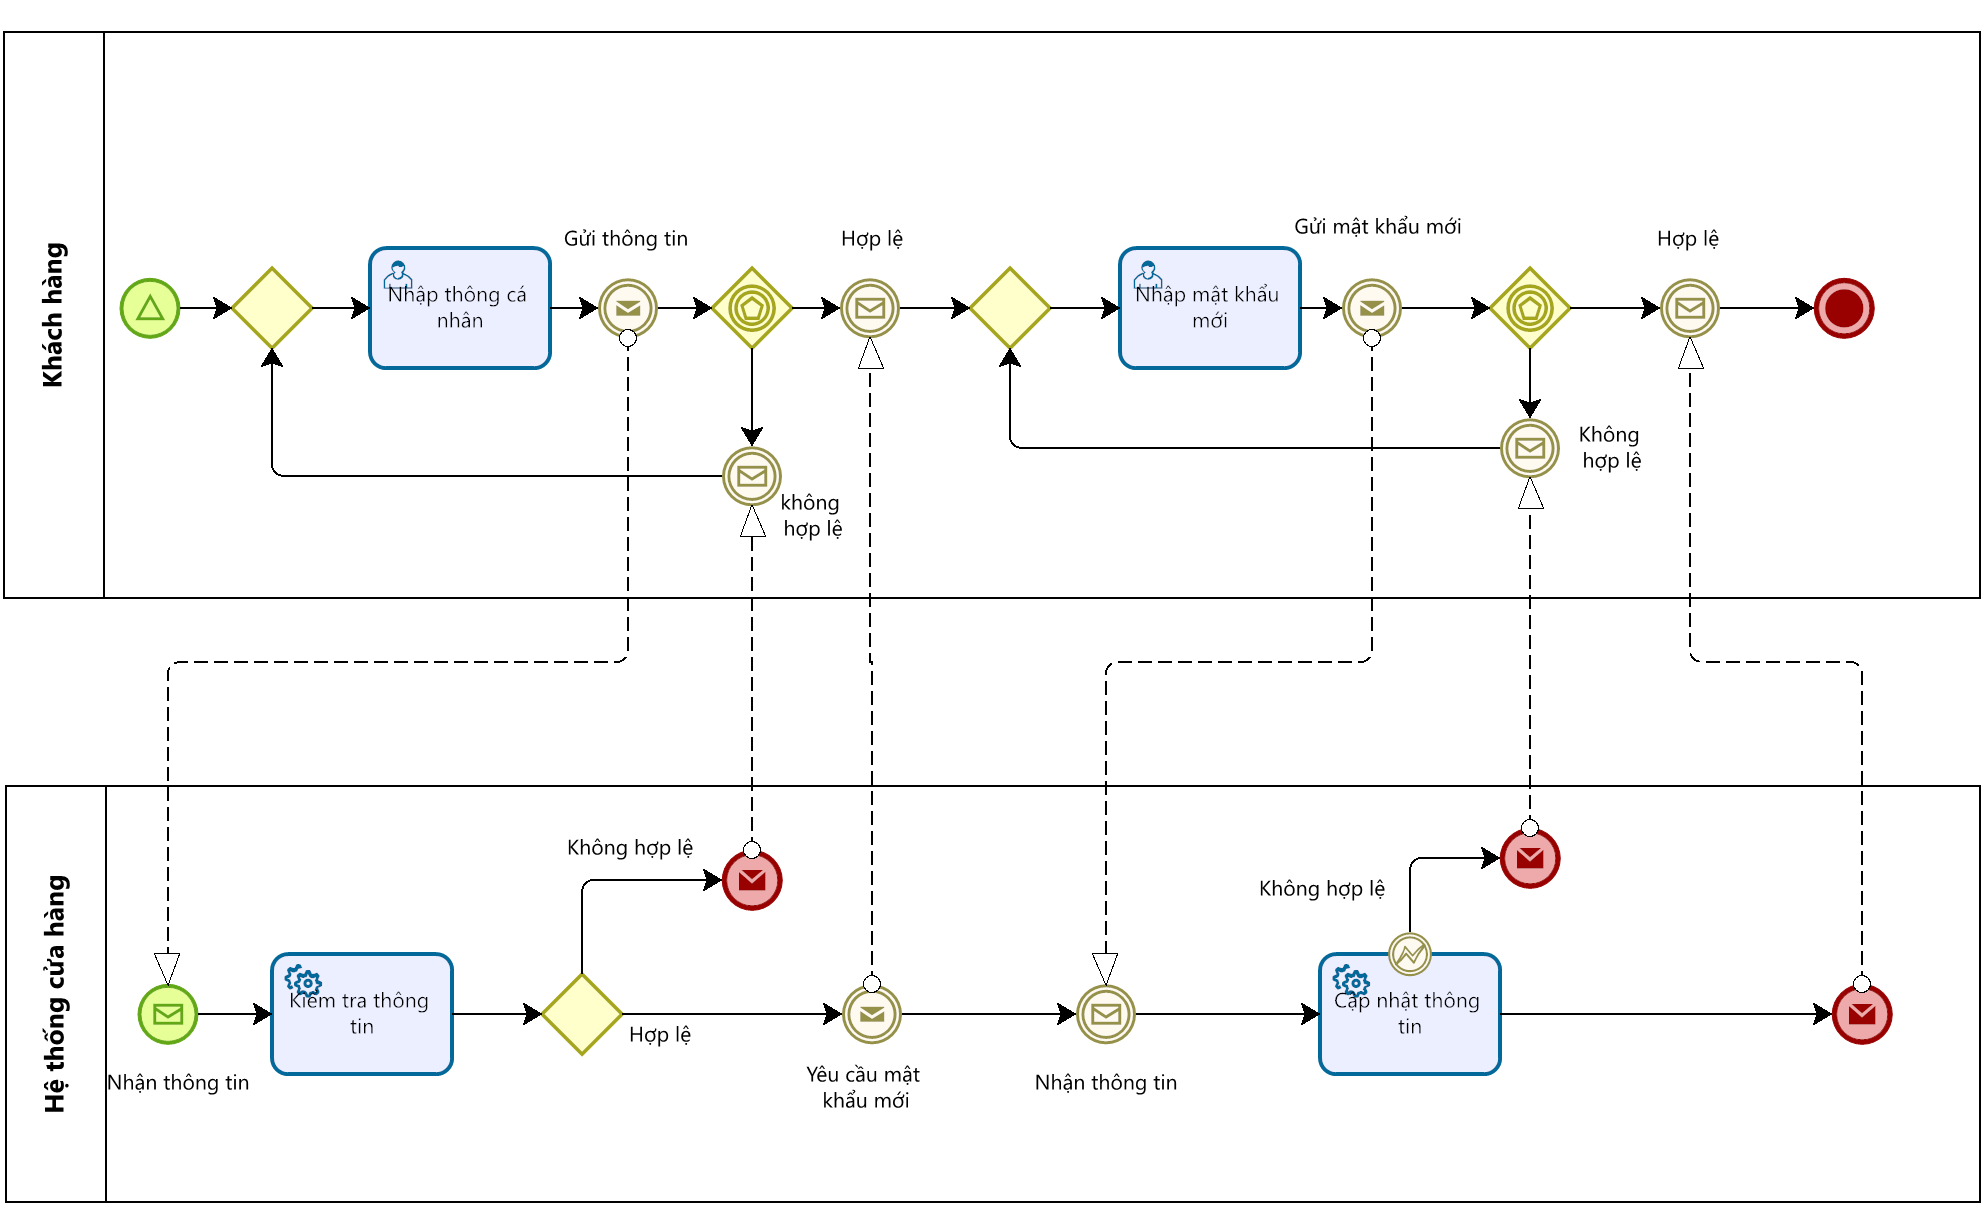 Khách hàng
Gửi thông tin
Hợp lệ
Gửi mật khẩu mới
Hợp lệ
Nhập thông cá
nhân
Nhập mật khẩu
mới
không
hợp lệ
Không
hợp lệ
Hệ thống cửa hàng
Không hợp lệ
Không hợp lệ
Nhận thông tin
Kiểm tra thông
tin
Hợp lệ
Yêu cầu mật
khẩu mới
Nhận thông tin
Cập nhật thông
tin